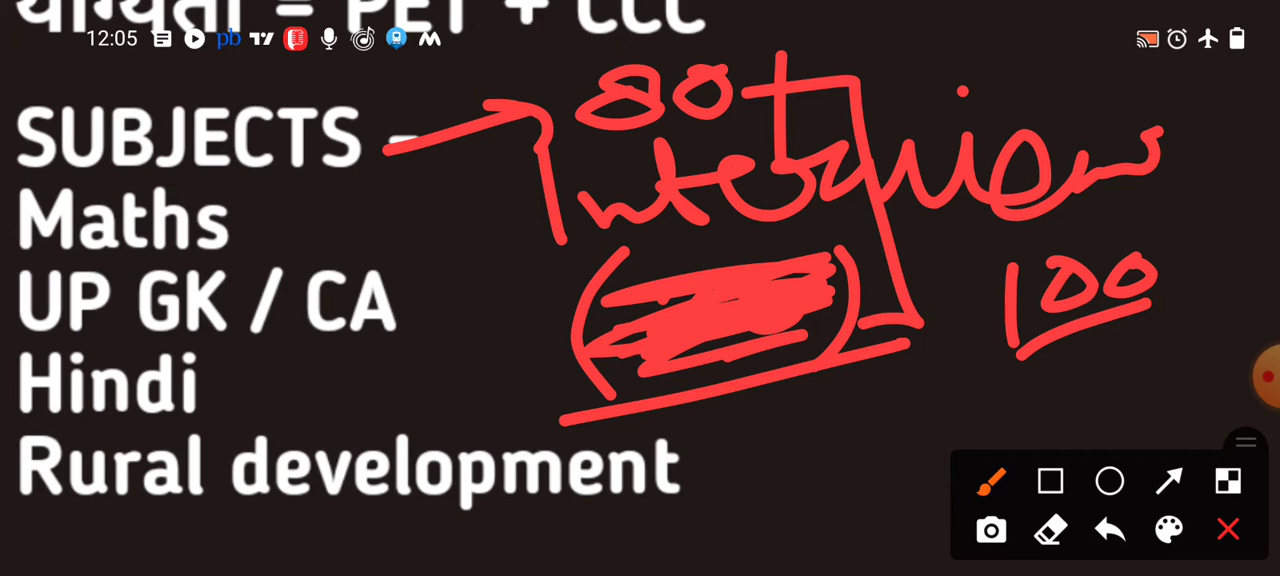 योग्यता = PET + CCC
12:05
SUBJECTS -
Maths
UP GK / CA
Hindi
Rural development
80
Interview
100